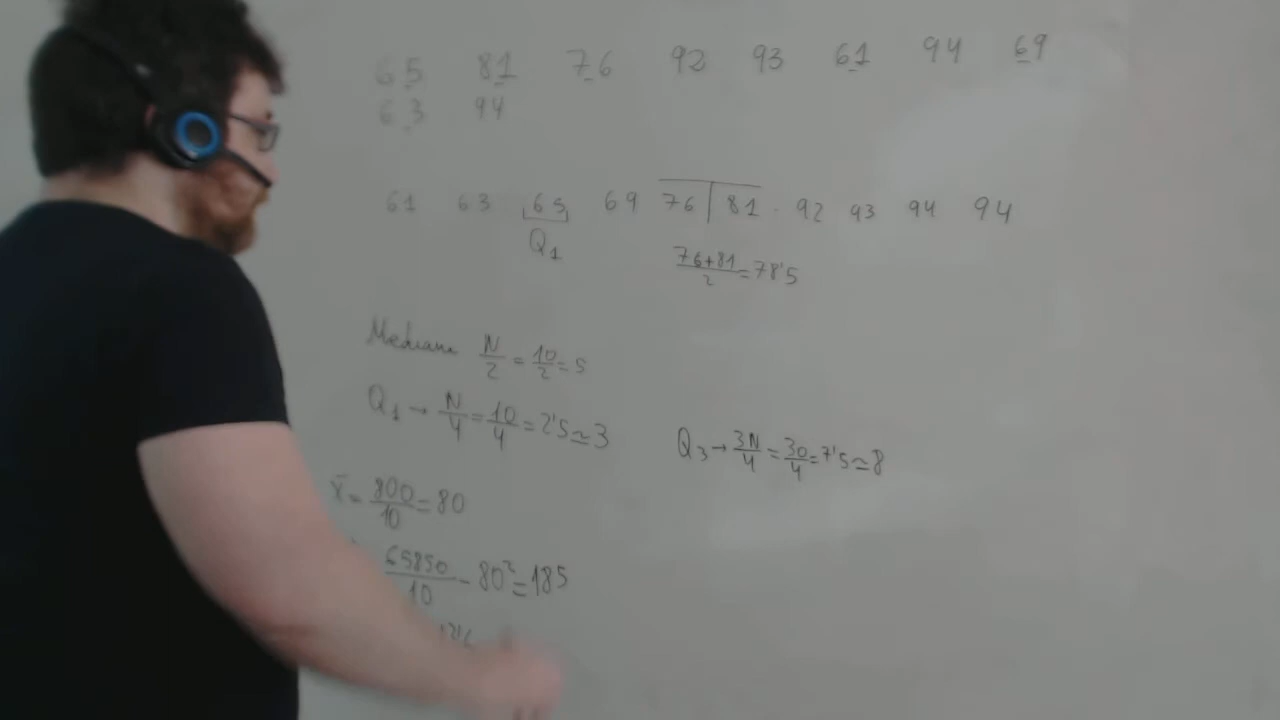 65 81 76 92 93 61 94 69
63 94
61 63 65 69 76 | 81 . 92 93 94 94
Q1
76+81/2 = 78'5
Mediana N/2 = 10/2 = 5
Q1 → N/4 = 10/4 = 2'5 ≃ 3
Q3 → 3N/4 = 30/4 = 7'5 ≃ 8
x̄ = 800/10 = 80
65850/10 - 80² = 185